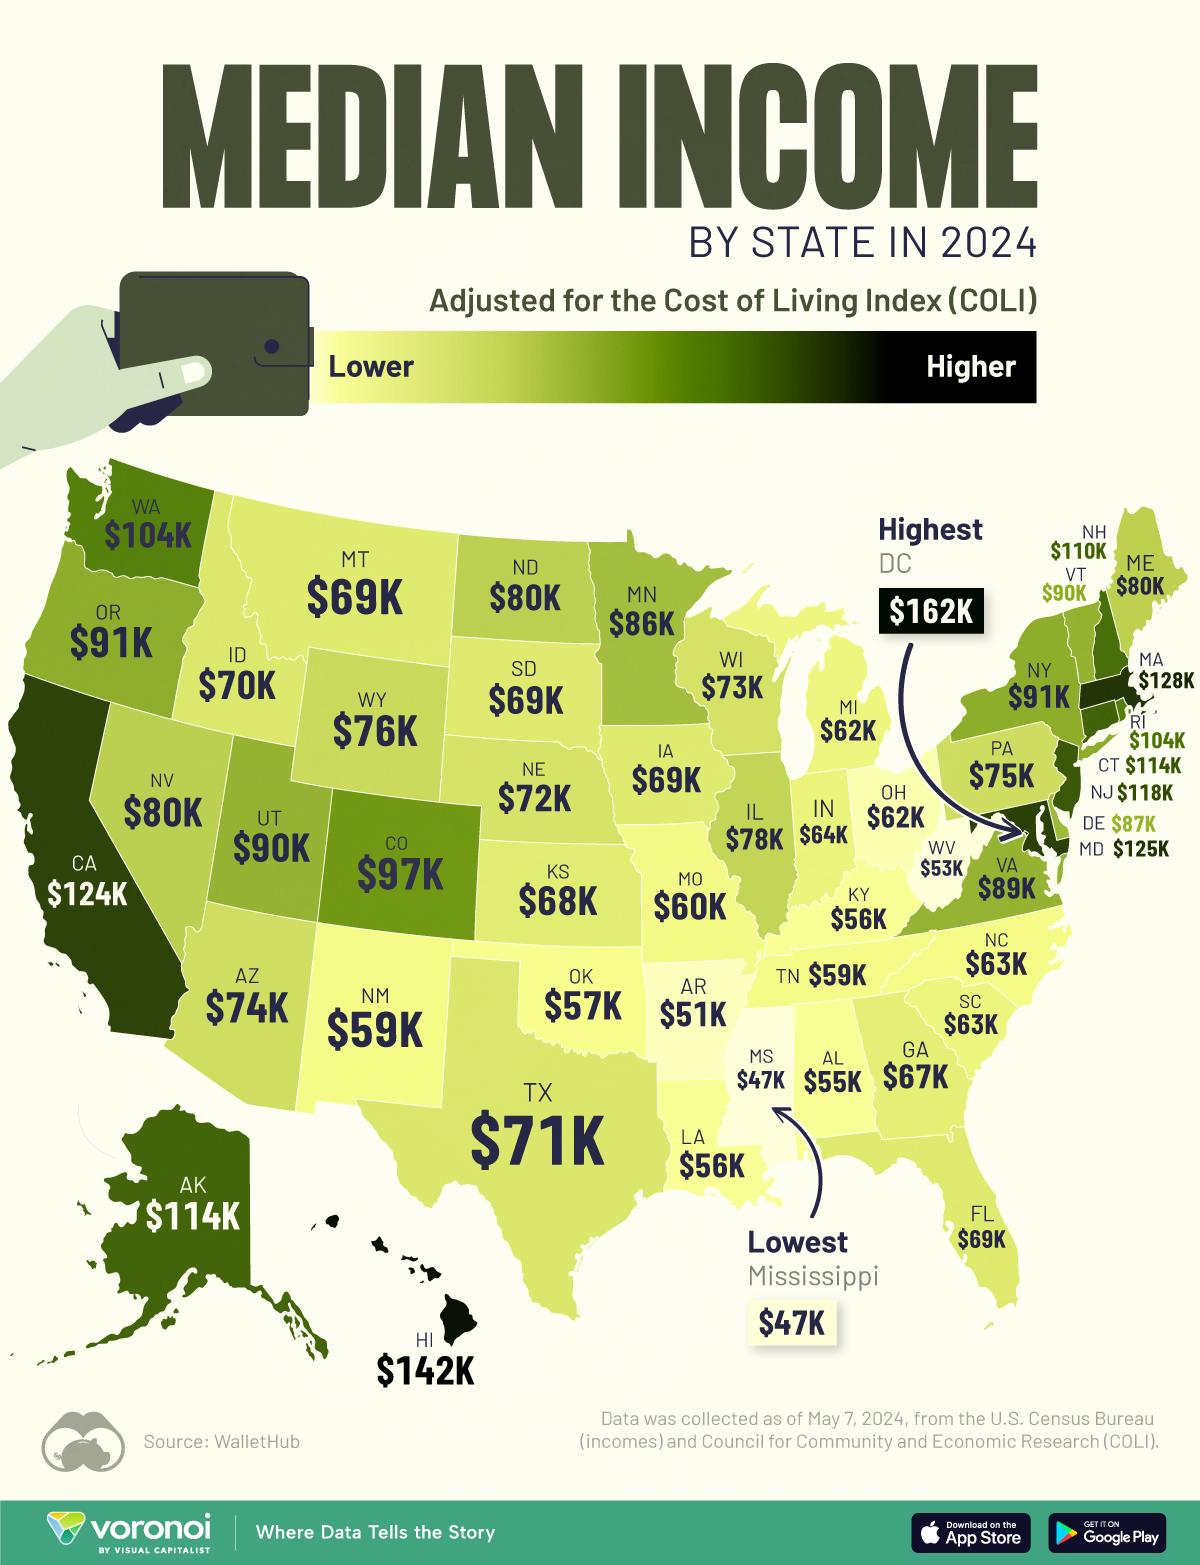 MEDIAN INCOME
BY STATE IN 2024
Adjusted for the Cost of Living Index (COLI)
Lower
Higher
WA
$104K
OR
$91K
CA
$124K
NV
$80K
ID
$70K
MT
$69K
WY
$76K
UT
$90K
CO
$97K
AZ
$74K
NM
$59K
ND
$80K
SD
$69K
NE
$72K
KS
$68K
OK
$57K
TX
$71K
MN
$86K
IA
$69K
MO
$60K
AR
$51K
LA
$56K
WI
$73K
IL
$78K
MI
$62K
IN
$64K
OH
$62K
KY
$56K
TN $59K
MS
$47K
AL
$55K
GA
$67K
FL
$69K
SC
$63K
NC
$63K
VA
$89K
WV
$53K
PA
$75K
NY
$91K
VT
$90K
NH
$110K
ME
$80K
MA
$128K
RI
$104K
CT $114K
NJ $118K
DE $87K
MD $125K
Highest
DC
$162K
AK
$114K
HI
$142K
Lowest
Mississippi
$47K
Source: WalletHub
Data was collected as of May 7, 2024, from the U.S. Census Bureau
(incomes) and Council for Community and Economic Research (COLI).
voronoi
BY VISUAL CAPITALIST
Where Data Tells the Story
Download on the
App Store
GET IT ON
Google Play